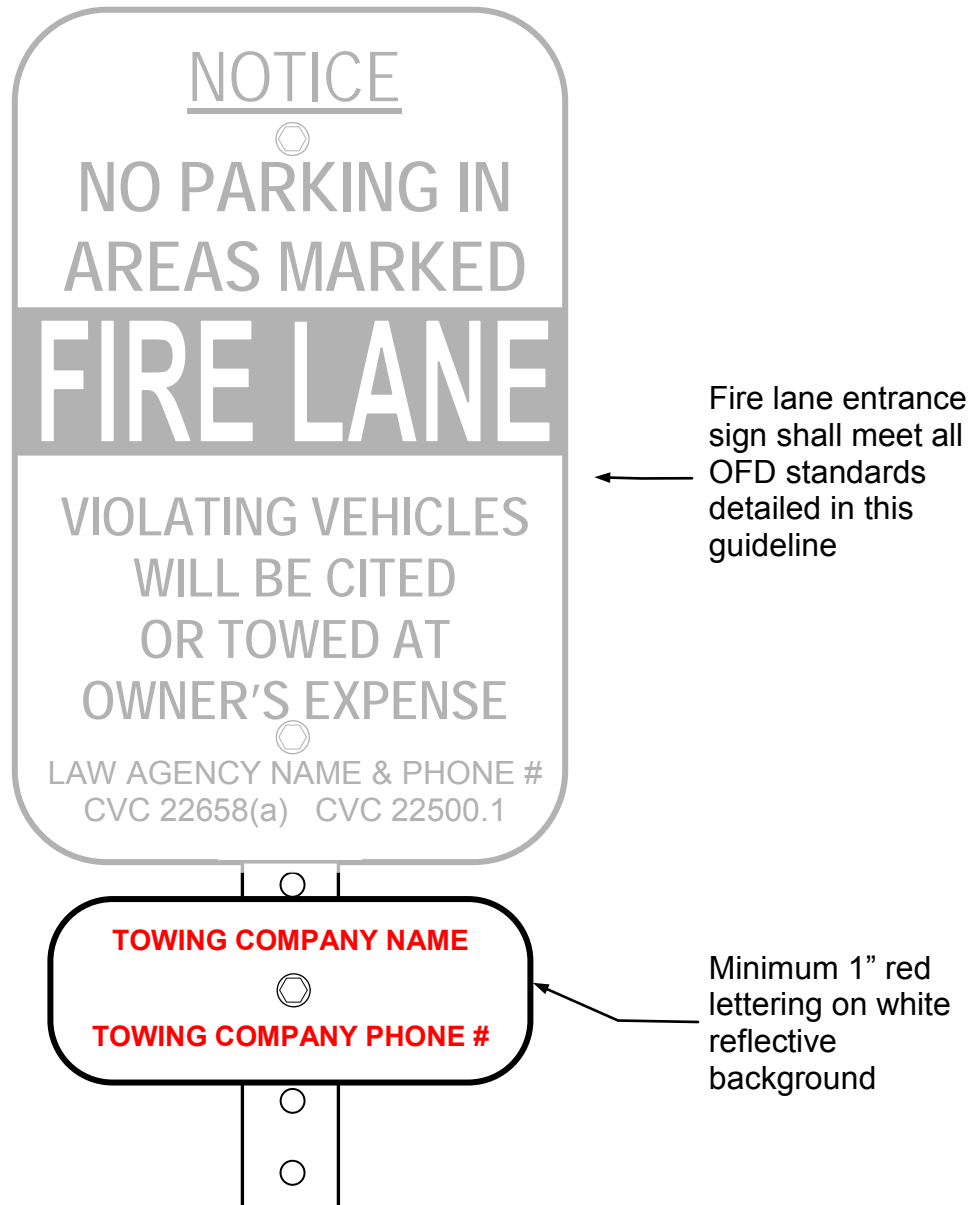 NOTICE
NO PARKING IN
AREAS MARKED
FIRE LANE
VIOLATING VEHICLES
WILL BE CITED
OR TOWED AT
OWNER'S EXPENSE
LAW AGENCY NAME & PHONE #
CVC 22658(a) CVC 22500.1
Fire lane entrance
sign shall meet all
OFD standards
detailed in this
guideline
TOWING COMPANY NAME
TOWING COMPANY PHONE #
Minimum 1” red
lettering on white
reflective
background